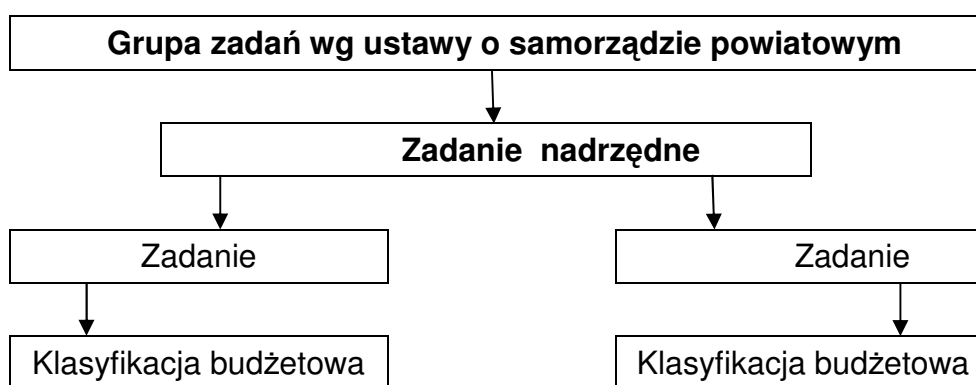 Grupa zadań wg ustawy o samorządzie powiatowym
Zadanie nadrzędne
Zadanie
Zadanie
Klasyfikacja budżetowa
Klasyfikacja budżetowa